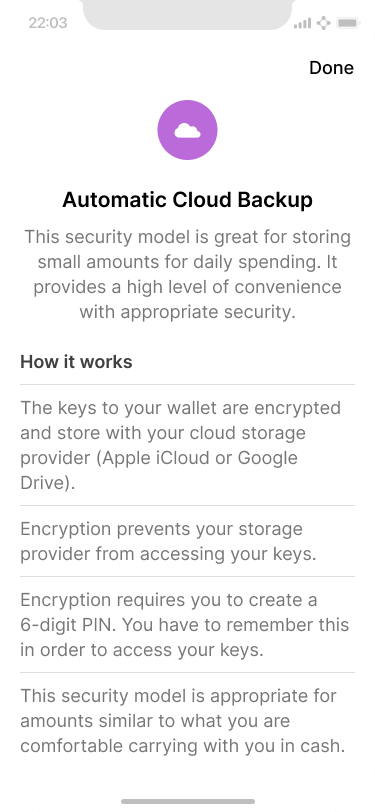 22:03
Done
Automatic Cloud Backup
This security model is great for storing
small amounts for daily spending. It
provides a high level of convenience
with appropriate security.
How it works
The keys to your wallet are encrypted
and store with your cloud storage
provider (Apple iCloud or Google
Drive).
Encryption prevents your storage
provider from accessing your keys.
Encryption requires you to create a
6-digit PIN. You have to remember this
in order to access your keys.
This security model is appropriate for
amounts similar to what you are
comfortable carrying with you in cash.